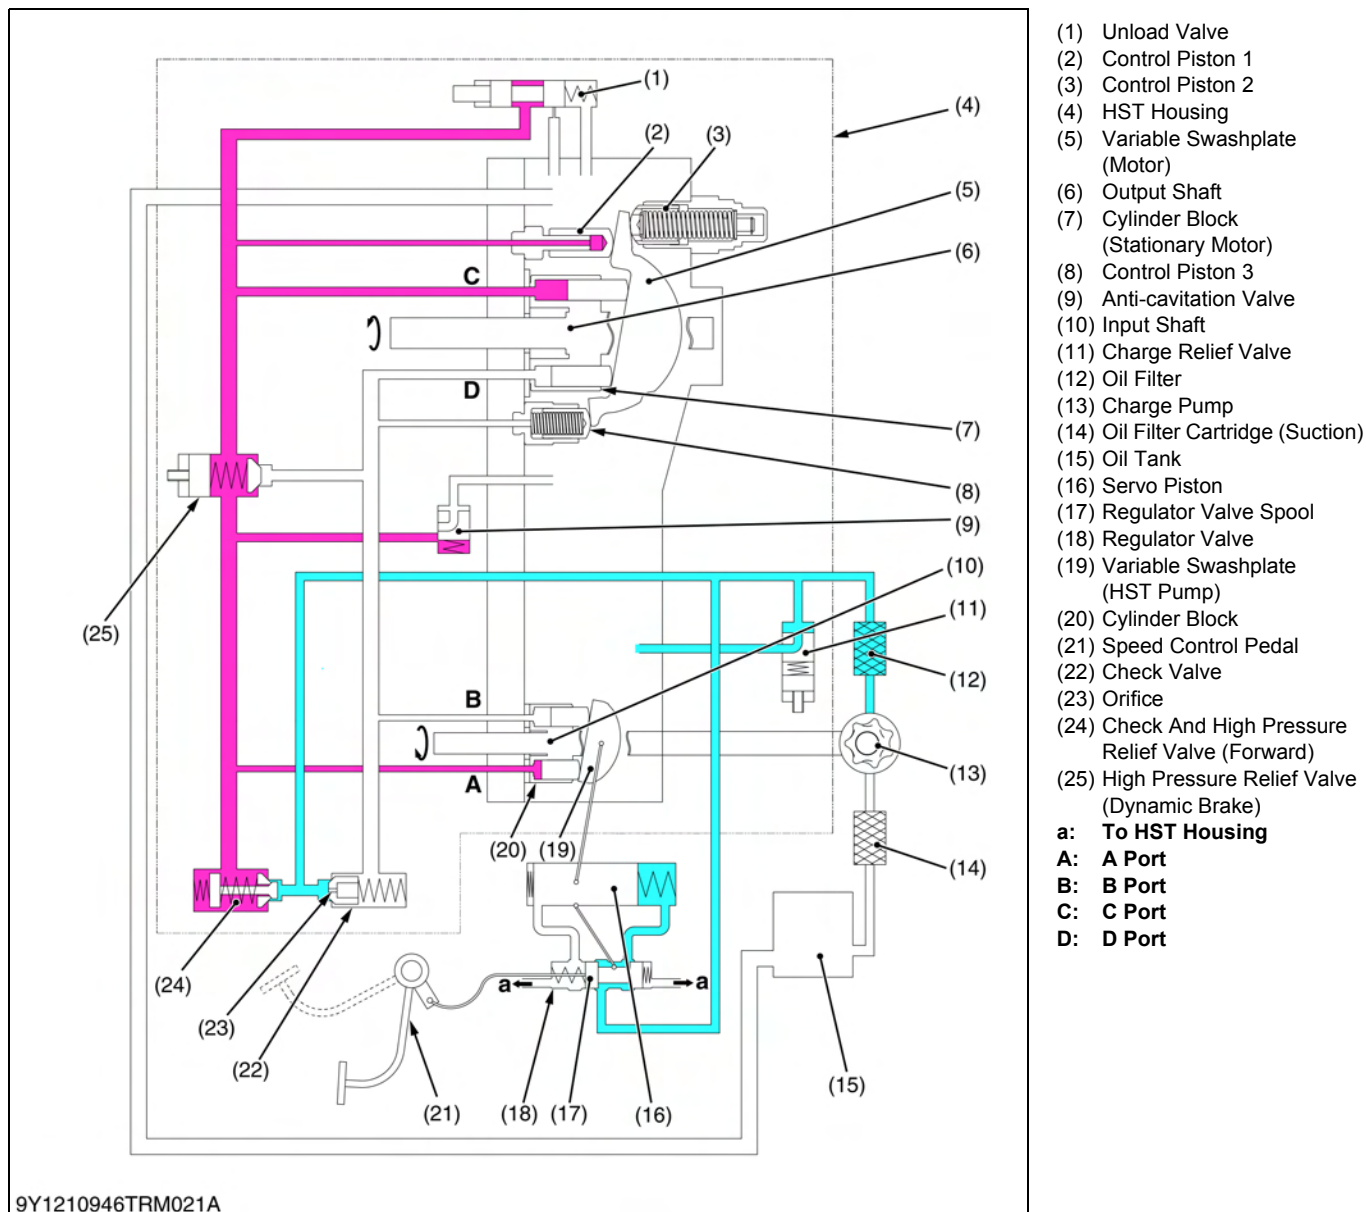 (1)
(2)
(3)
(4)
(5)
(6)
C
D
(7)
(8)
(9)
(10)
(11)
(12)
(25)
B
A
(13)
(20)
(19)
(14)
(24)
a
a
(23)
(22)
(21)
(18)
(17)
(16)
(15)
9Y1210946TRM021A
(1) Unload Valve
(2) Control Piston 1
(3) Control Piston 2
(4) HST Housing
(5) Variable Swashplate
(Motor)
(6) Output Shaft
(7) Cylinder Block
(Stationary Motor)
(8) Control Piston 3
(9) Anti-cavitation Valve
(10) Input Shaft
(11) Charge Relief Valve
(12) Oil Filter
(13) Charge Pump
(14) Oil Filter Cartridge (Suction)
(15) Oil Tank
(16) Servo Piston
(17) Regulator Valve Spool
(18) Regulator Valve
(19) Variable Swashplate
(HST Pump)
(20) Cylinder Block
(21) Speed Control Pedal
(22) Check Valve
(23) Orifice
(24) Check And High Pressure
Relief Valve (Forward)
(25) High Pressure Relief Valve
(Dynamic Brake)
a: To HST Housing
A: A Port
B: B Port
C: C Port
D: D Port